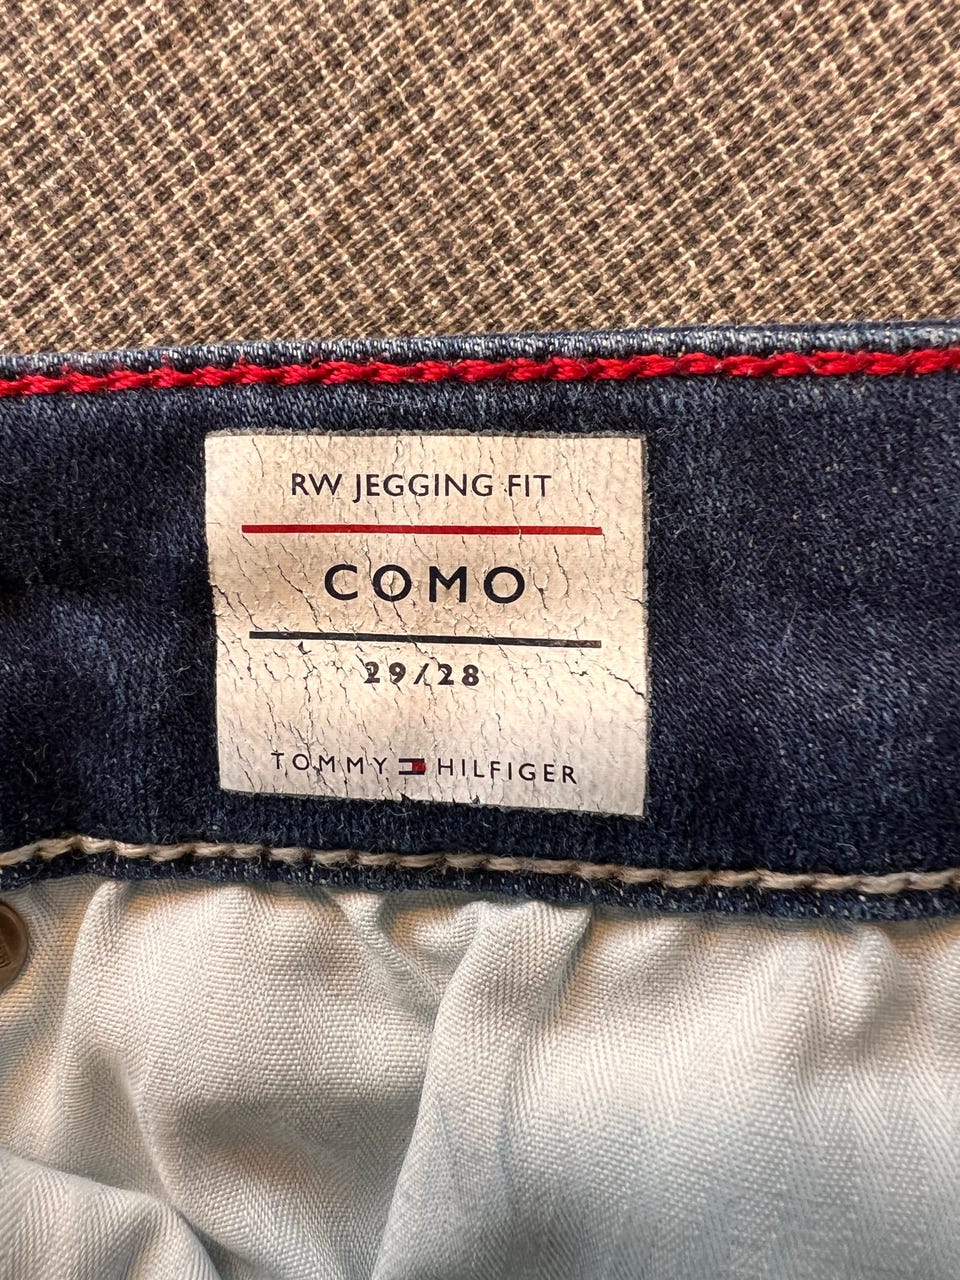 RW JEGGING FIT
COMO
29/28
TOMMY HILFIGER